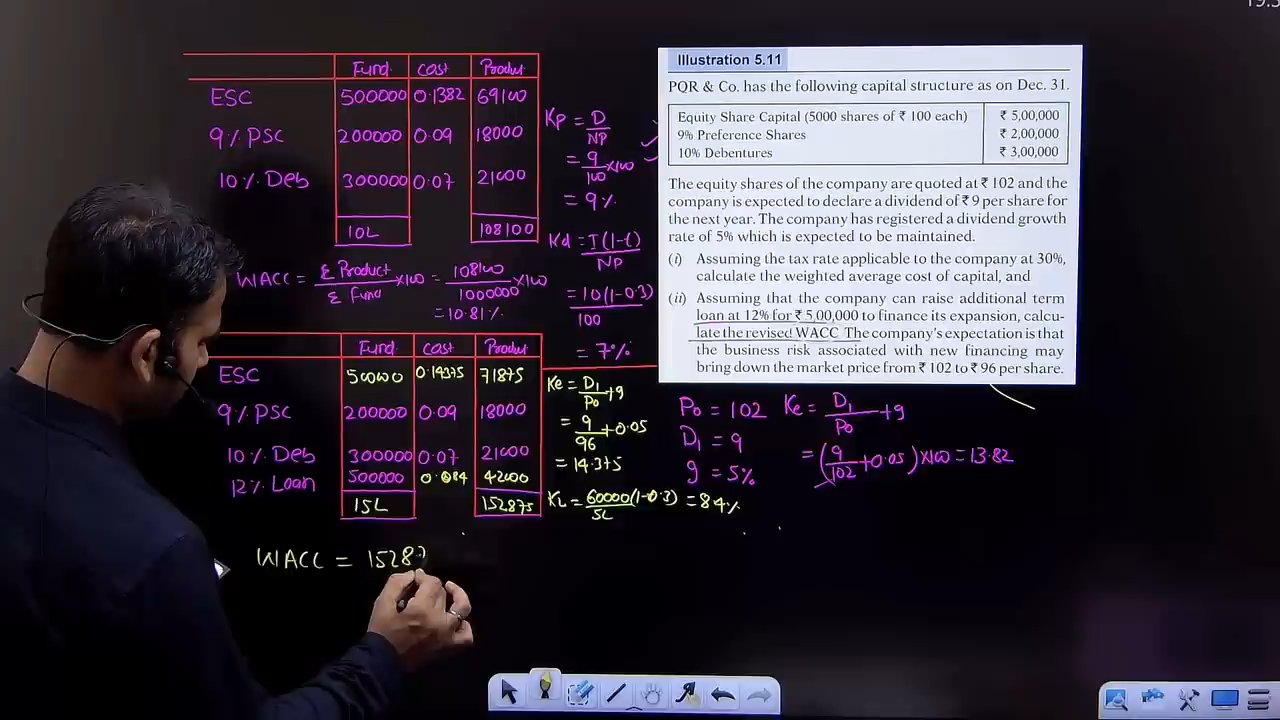 Fund Cost Product
ESC 500000 0.1382 69100
9% PSC 200000 0.09 18000
10% Deb 300000 0.07 21000
10L 108100
WACC = Σ Product / Σ Fund ×100 = 108100 / 1000000 ×100
= 10.81%
Kp = D / NP
= 9 / 100 ×100
= 9%
Kd = I(1-t) / NP
= 10(1-0.3) / 100
= 7%
Illustration 5.11
PQR & Co. has the following capital structure as on Dec. 31.
Equity Share Capital (5000 shares of ₹ 100 each) ₹ 5,00,000
9% Preference Shares ₹ 2,00,000
10% Debentures ₹ 3,00,000
The equity shares of the company are quoted at ₹ 102 and the
company is expected to declare a dividend of ₹ 9 per share for
the next year. The company has registered a dividend growth
rate of 5% which is expected to be maintained.
(i) Assuming the tax rate applicable to the company at 30%,
calculate the weighted average cost of capital, and
(ii) Assuming that the company can raise additional term
loan at 12% for ₹ 5,00,000 to finance its expansion, calcu-
late the revised WACC. The company's expectation is that
the business risk associated with new financing may
bring down the market price from ₹ 102 to ₹ 96 per share.
Fund Cost Product
ESC 500000 0.14375 71875
9% PSC 200000 0.09 18000
10% Deb 300000 0.07 21000
12% Loan 500000 0.084 42000
15L 152875
Ke = D1 / P0 +g
= 9 / 96 +0.05
= 14.375
KL = 60000(1-0.3) / 5L = 84%
P0 = 102
D1 = 9
g = 5%
Ke = D1 / P0 +g
= (9 / 102 +0.05)×100 = 13.82
WACC = 1528